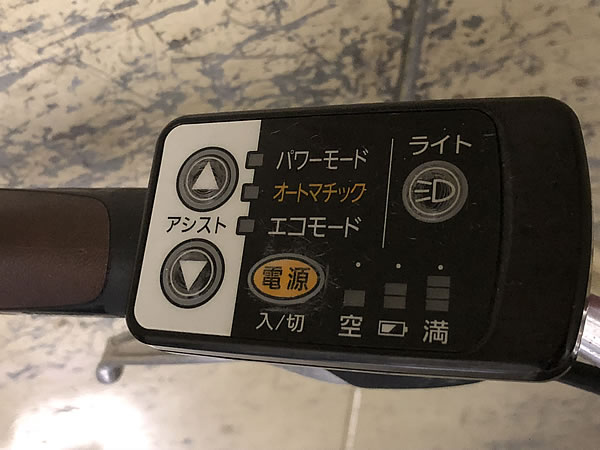 パワーモード
ライト
オートマチック
アシスト
エコモード
電源
入/切
空
満